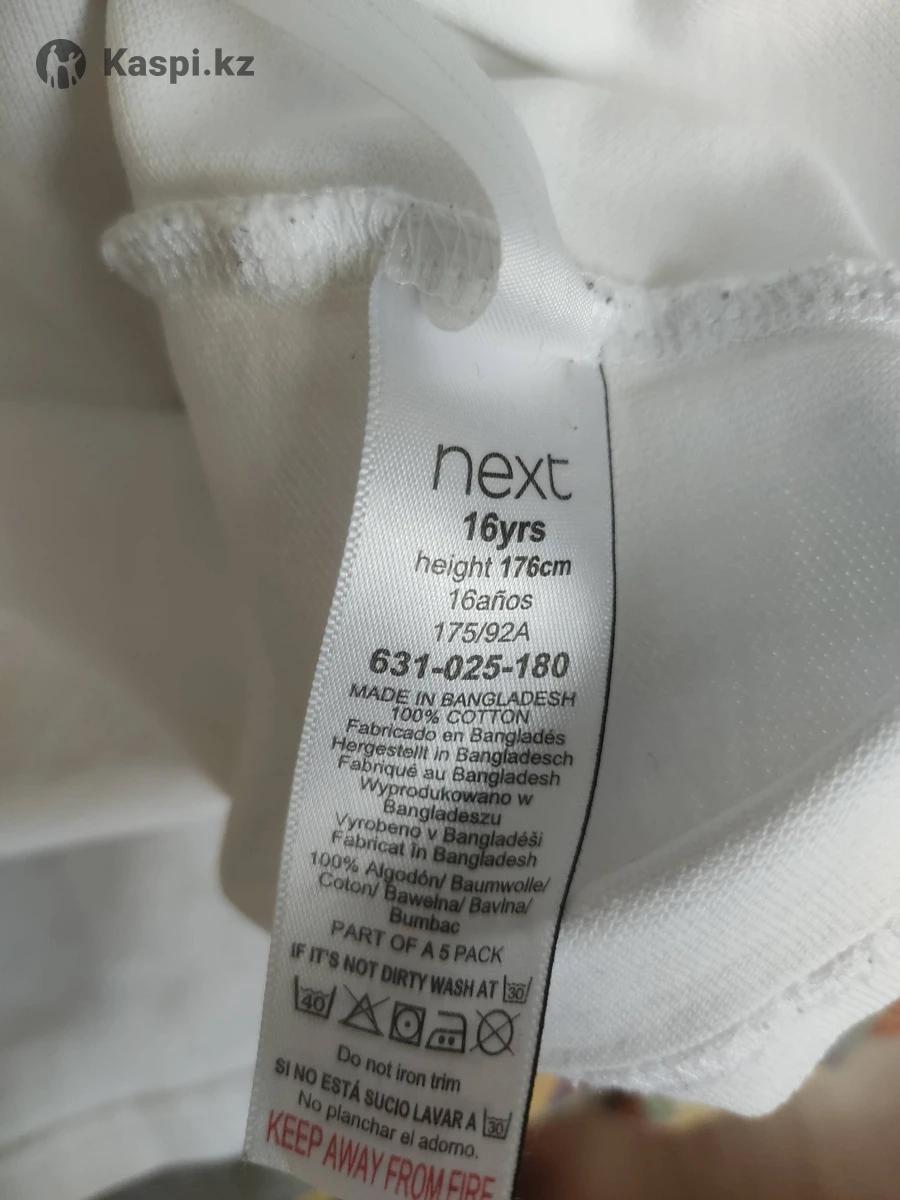 Kaspi.kz
next
16yrs
height 176cm
16años
175/92A
631-025-180
MADE IN BANGLADESH
100% COTTON
Fabricado en Bangladés
Hergestellt in Bangladesch
Fabriqué au Bangladesh
Wyprodukowano w
Bangladeszu
Vyrobeno v Bangladéši
Fabricat în Bangladesh
100% Algodón/ Baumwolle/
Coton/ Bawełna/ Bavlna/
Bumbac
PART OF A 5 PACK
IF IT'S NOT DIRTY WASH AT 30
40
Do not iron trim
SI NO ESTÁ SUCIO LAVAR A 30
No planchar el adorno.
KEEP AWAY FROM FIRE